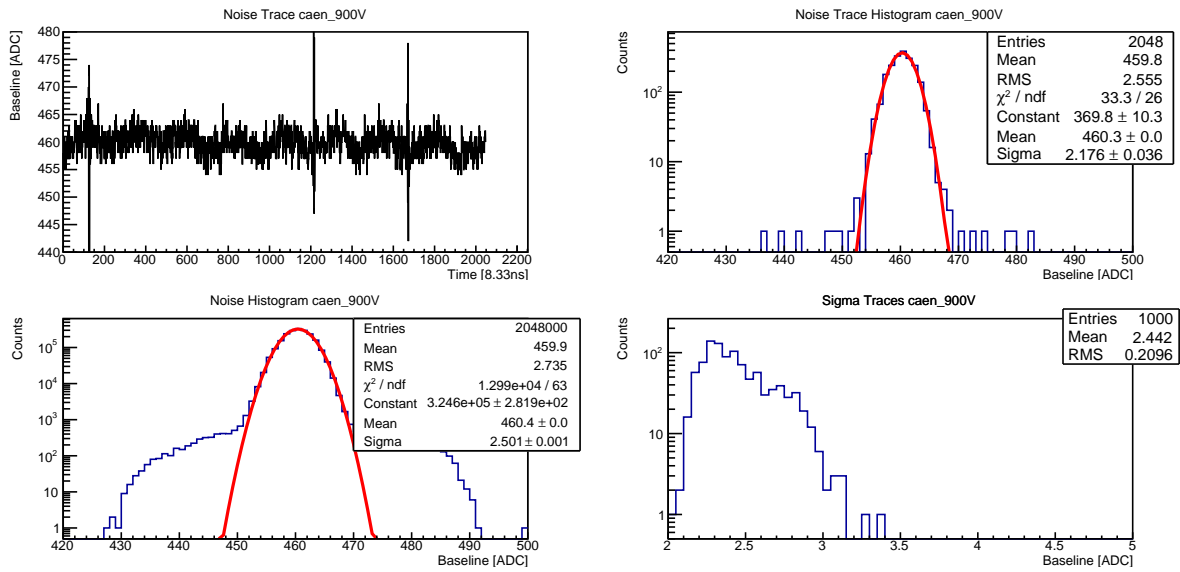 Noise Trace caen_900V
Baseline [ADC]
480
475
470
465
460
455
450
445
440
0 200 400 600 800 1000 1200 1400 1600 1800 2000 2200
Time [8.33ns]
Noise Trace Histogram caen_900V
Counts
10²
10
1
420 430 440 450 460 470 480 490 500
Baseline [ADC]
Entries 2048
Mean 459.8
RMS 2.555
χ² / ndf 33.3 / 26
Constant 369.8 ± 10.3
Mean 460.3 ± 0.0
Sigma 2.176 ± 0.036
Noise Histogram caen_900V
Counts
10⁵
10⁴
10³
10²
10
1
420 430 440 450 460 470 480 490 500
Baseline [ADC]
Entries 2048000
Mean 459.9
RMS 2.735
χ² / ndf 1.299e+04 / 63
Constant 3.246e+05 ± 2.819e+02
Mean 460.4 ± 0.0
Sigma 2.501 ± 0.001
Sigma Traces caen_900V
Counts
10²
10
1
2 2.5 3 3.5 4 4.5 5
Baseline [ADC]
Entries 1000
Mean 2.442
RMS 0.2096